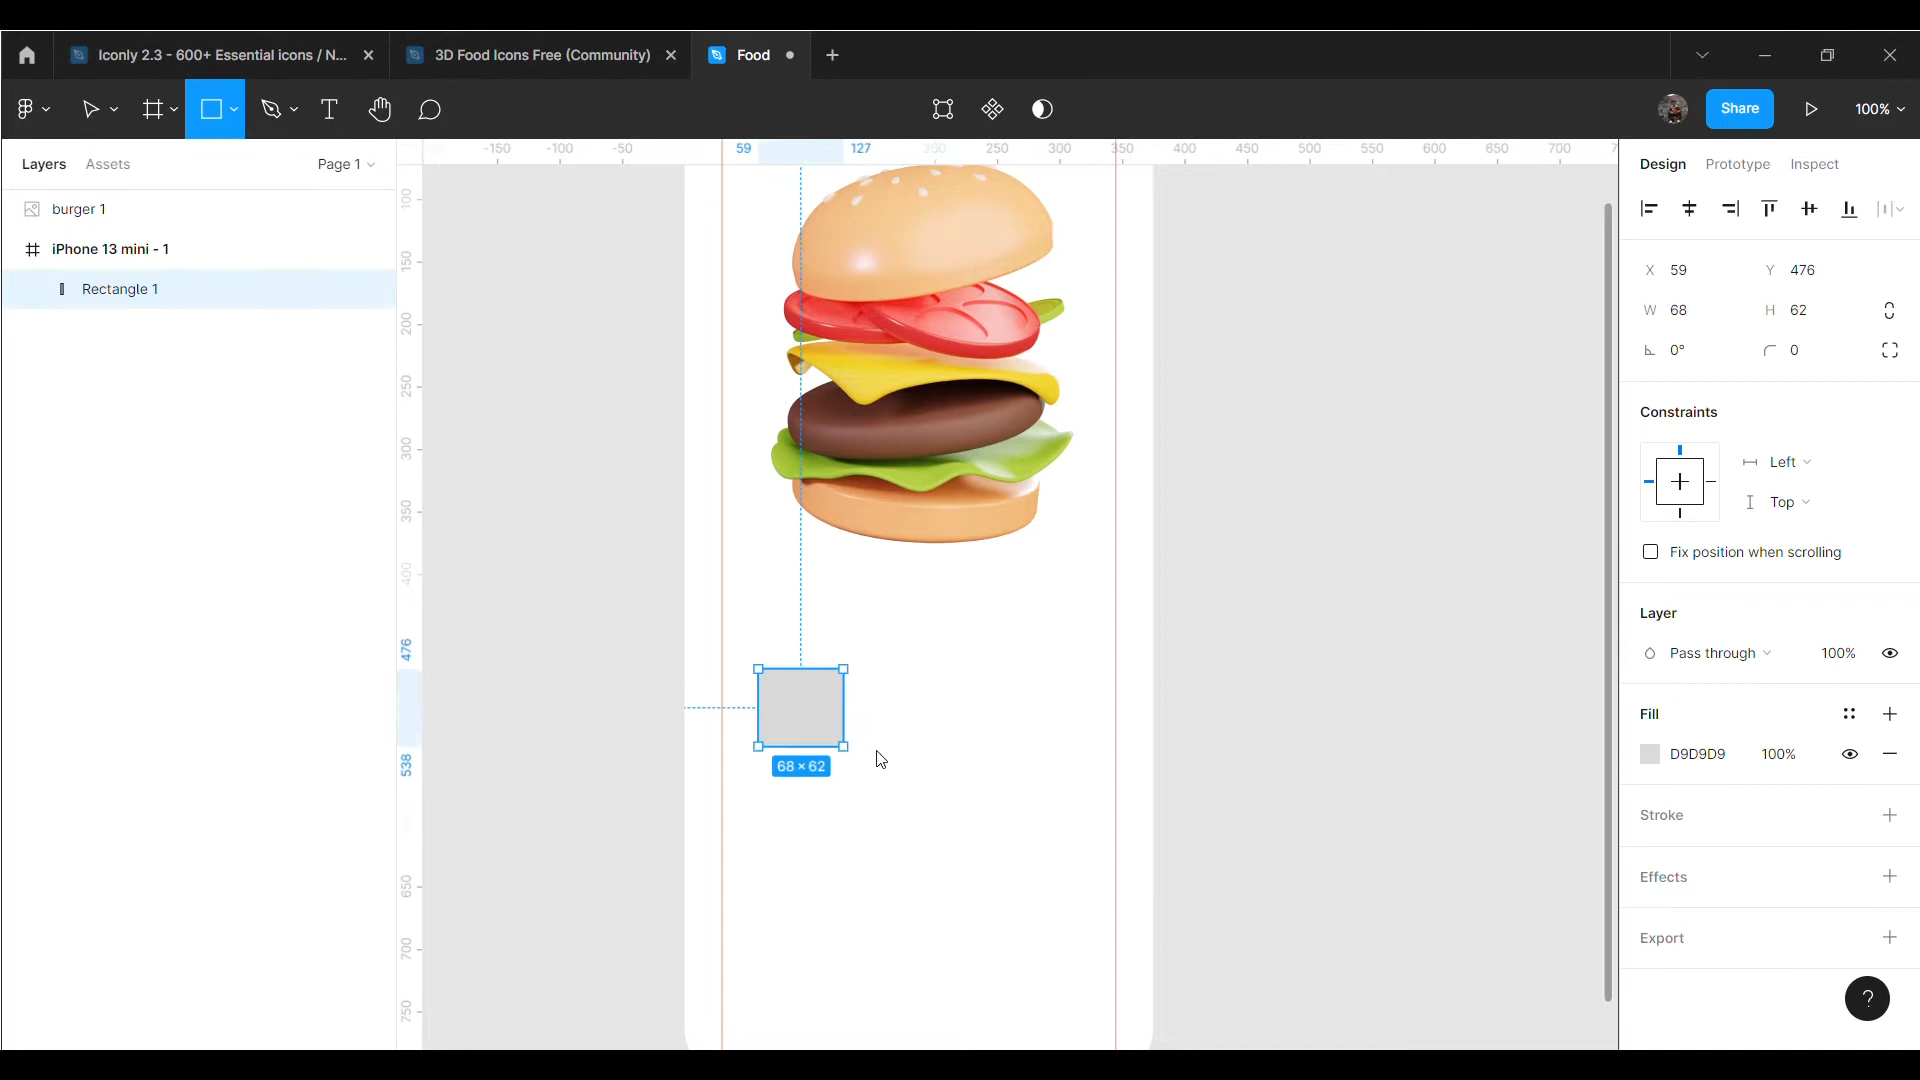 Iconly 2.3 - 600+ Essential icons / N...
3D Food Icons Free (Community)
Food
Share
100%
Layers
Assets
Page 1
burger 1
iPhone 13 mini - 1
Rectangle 1
-150
-100
-50
59
127
250
300
350
400
450
500
550
600
650
700
100
150
200
250
300
350
400
476
538
650
700
750
68 × 62
Design
Prototype
Inspect
X 59
Y 476
W 68
H 62
0°
0
Constraints
Left
Top
Fix position when scrolling
Layer
Pass through
100%
Fill
D9D9D9
100%
Stroke
Effects
Export
?